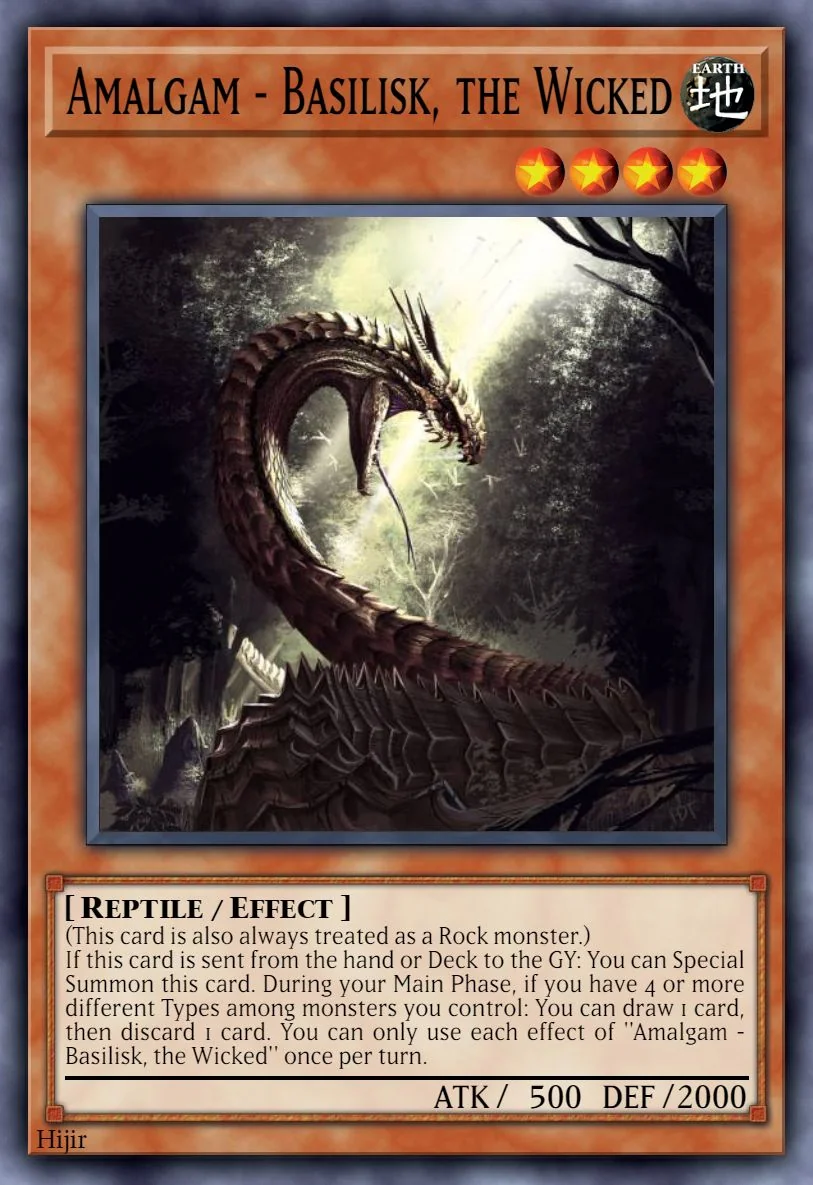 AMALGAM - BASILISK, THE WICKED
EARTH
地
[ REPTILE / EFFECT ]
(This card is also always treated as a Rock monster.)
If this card is sent from the hand or Deck to the GY: You can Special
Summon this card. During your Main Phase, if you have 4 or more
different Types among monsters you control: You can draw 1 card,
then discard 1 card. You can only use each effect of "Amalgam -
Basilisk, the Wicked" once per turn.
ATK / 500 DEF /2000
Hijir